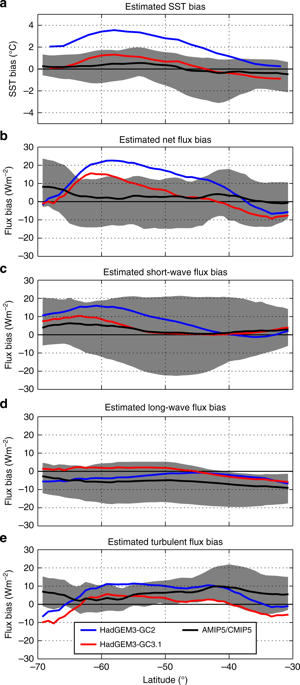 a
Estimated SST bias
SST bias (°C)
4
2
0
−2
−4
b
Estimated net flux bias
Flux bias (Wm−2)
30
20
10
0
−10
−20
−30
c
Estimated short-wave flux bias
Flux bias (Wm−2)
30
20
10
0
−10
−20
−30
d
Estimated long-wave flux bias
Flux bias (Wm−2)
30
20
10
0
−10
−20
−30
e
Estimated turbulent flux bias
Flux bias (Wm−2)
30
20
10
0
−10
−20
−30
HadGEM3-GC2
AMIP5/CMIP5
HadGEM3-GC3.1
−70 −60 −50 −40 −30
Latitude (°)